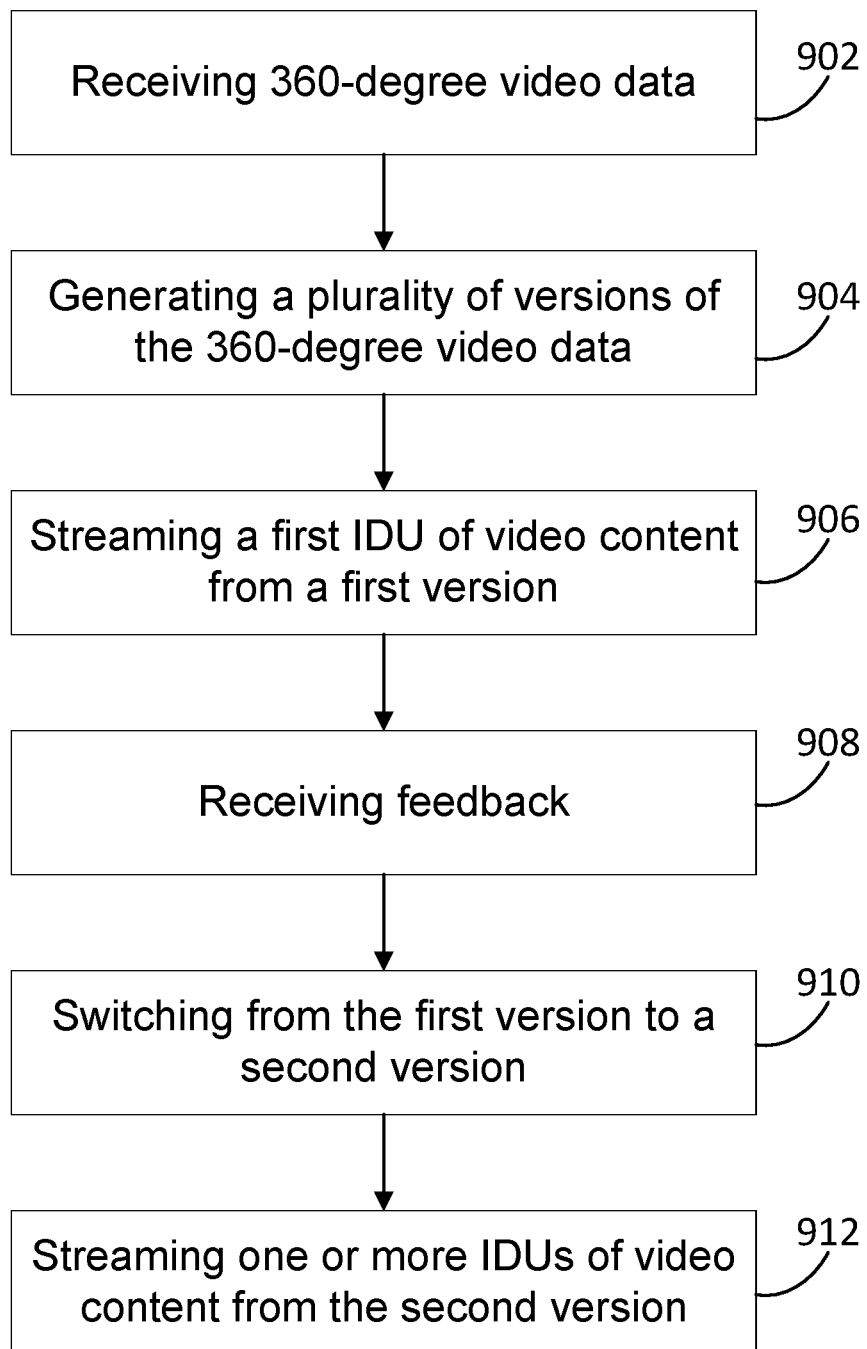 Receiving 360-degree video data
902
Generating a plurality of versions of
the 360-degree video data
904
Streaming a first IDU of video content
from a first version
906
Receiving feedback
908
Switching from the first version to a
second version
910
Streaming one or more IDUs of video
content from the second version
912